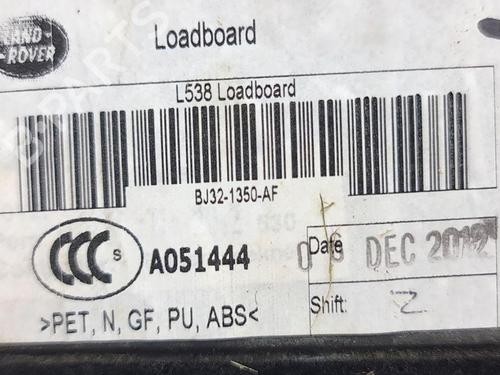 LAND
ROVER
Loadboard
L538 Loadboard
BJ32-1350-AF
CCC S
A051444
Date
DEC 2012
Shift:
>PET, N, GF, PU, ABS<